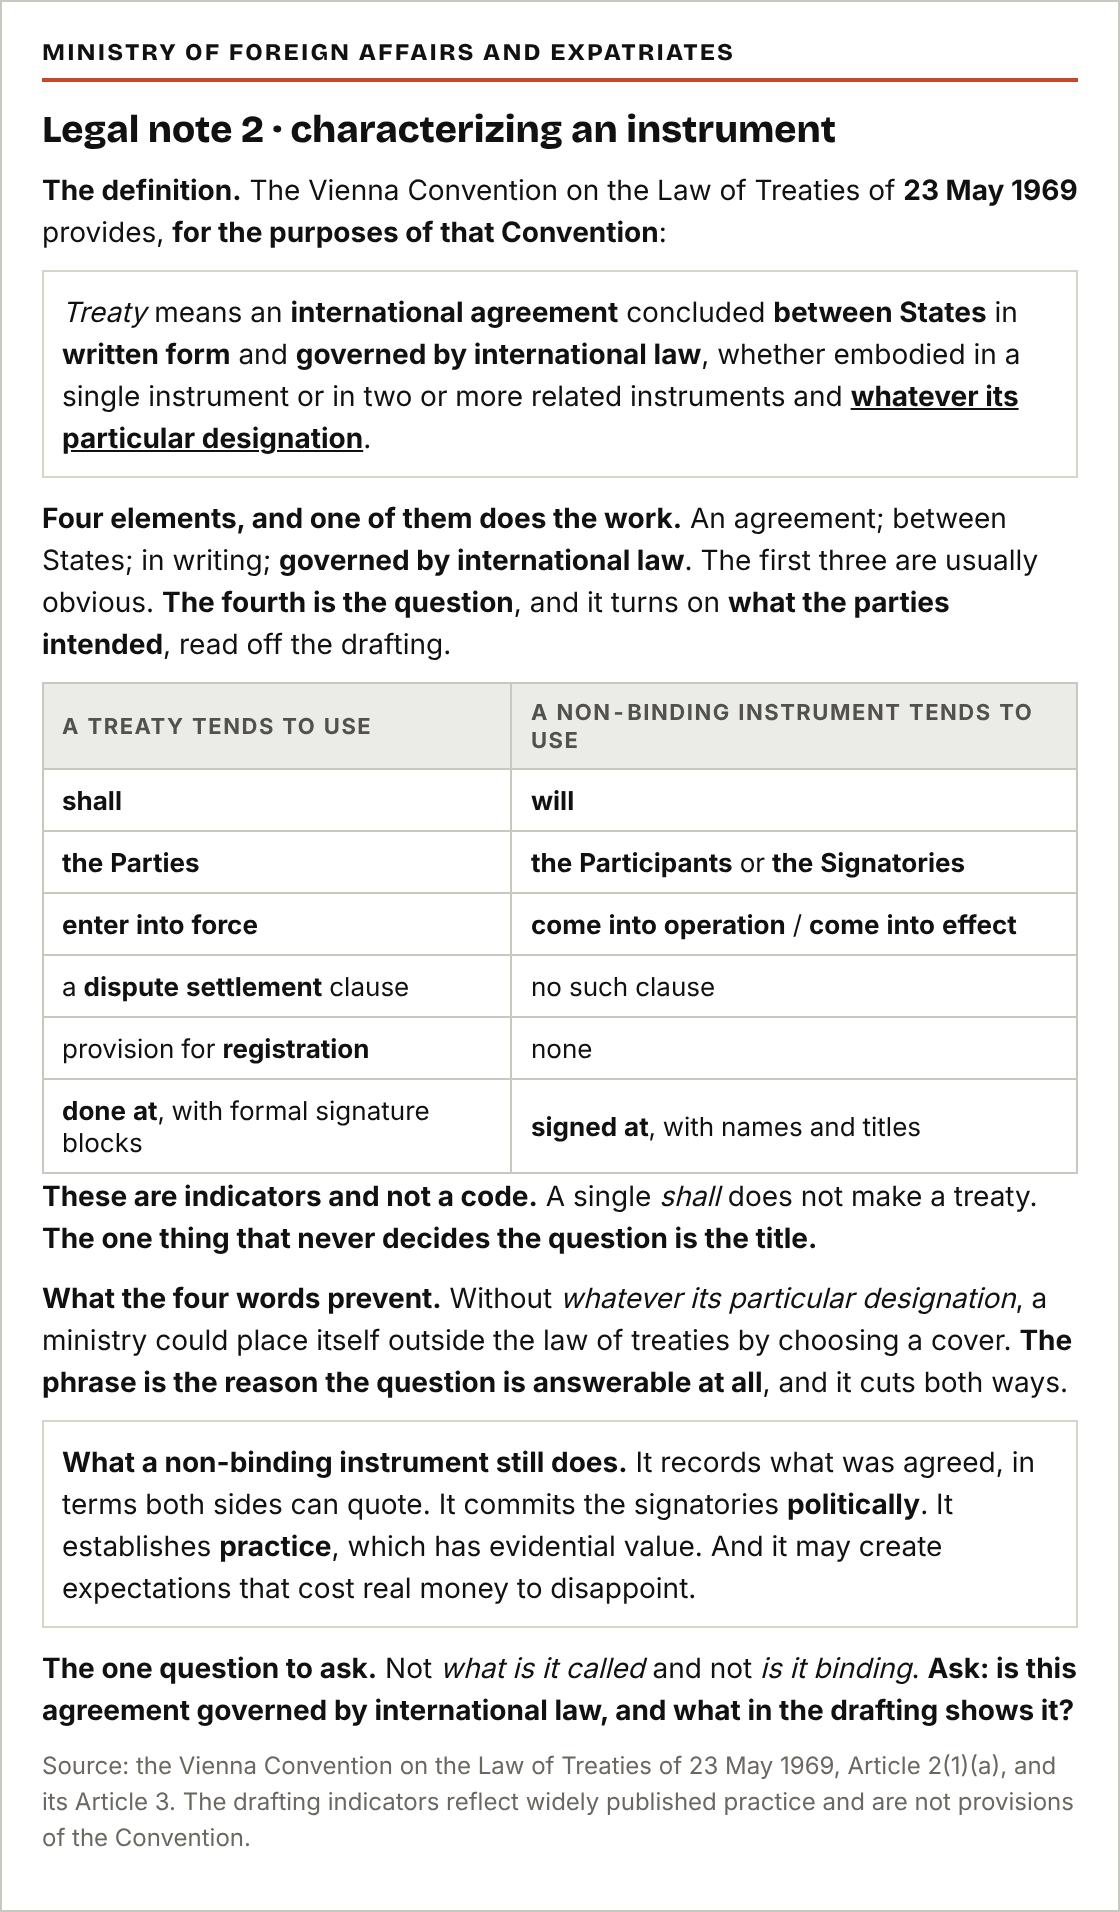 MINISTRY OF FOREIGN AFFAIRS AND EXPATRIATES
Legal note 2 · characterizing an instrument
The definition. The Vienna Convention on the Law of Treaties of 23 May 1969
provides, for the purposes of that Convention:
Treaty means an international agreement concluded between States in
written form and governed by international law, whether embodied in a
single instrument or in two or more related instruments and whatever its
particular designation.
Four elements, and one of them does the work. An agreement; between
States; in writing; governed by international law. The first three are usually
obvious. The fourth is the question, and it turns on what the parties
intended, read off the drafting.
A TREATY TENDS TO USE
A NON-BINDING INSTRUMENT TENDS TO
USE
shall
will
the Parties
the Participants or the Signatories
enter into force
come into operation / come into effect
a dispute settlement clause
no such clause
provision for registration
none
done at, with formal signature
blocks
signed at, with names and titles
These are indicators and not a code. A single shall does not make a treaty.
The one thing that never decides the question is the title.
What the four words prevent. Without whatever its particular designation, a
ministry could place itself outside the law of treaties by choosing a cover. The
phrase is the reason the question is answerable at all, and it cuts both ways.
What a non-binding instrument still does. It records what was agreed, in
terms both sides can quote. It commits the signatories politically. It
establishes practice, which has evidential value. And it may create
expectations that cost real money to disappoint.
The one question to ask. Not what is it called and not is it binding. Ask: is this
agreement governed by international law, and what in the drafting shows it?
Source: the Vienna Convention on the Law of Treaties of 23 May 1969, Article 2(1)(a), and
its Article 3. The drafting indicators reflect widely published practice and are not provisions
of the Convention.